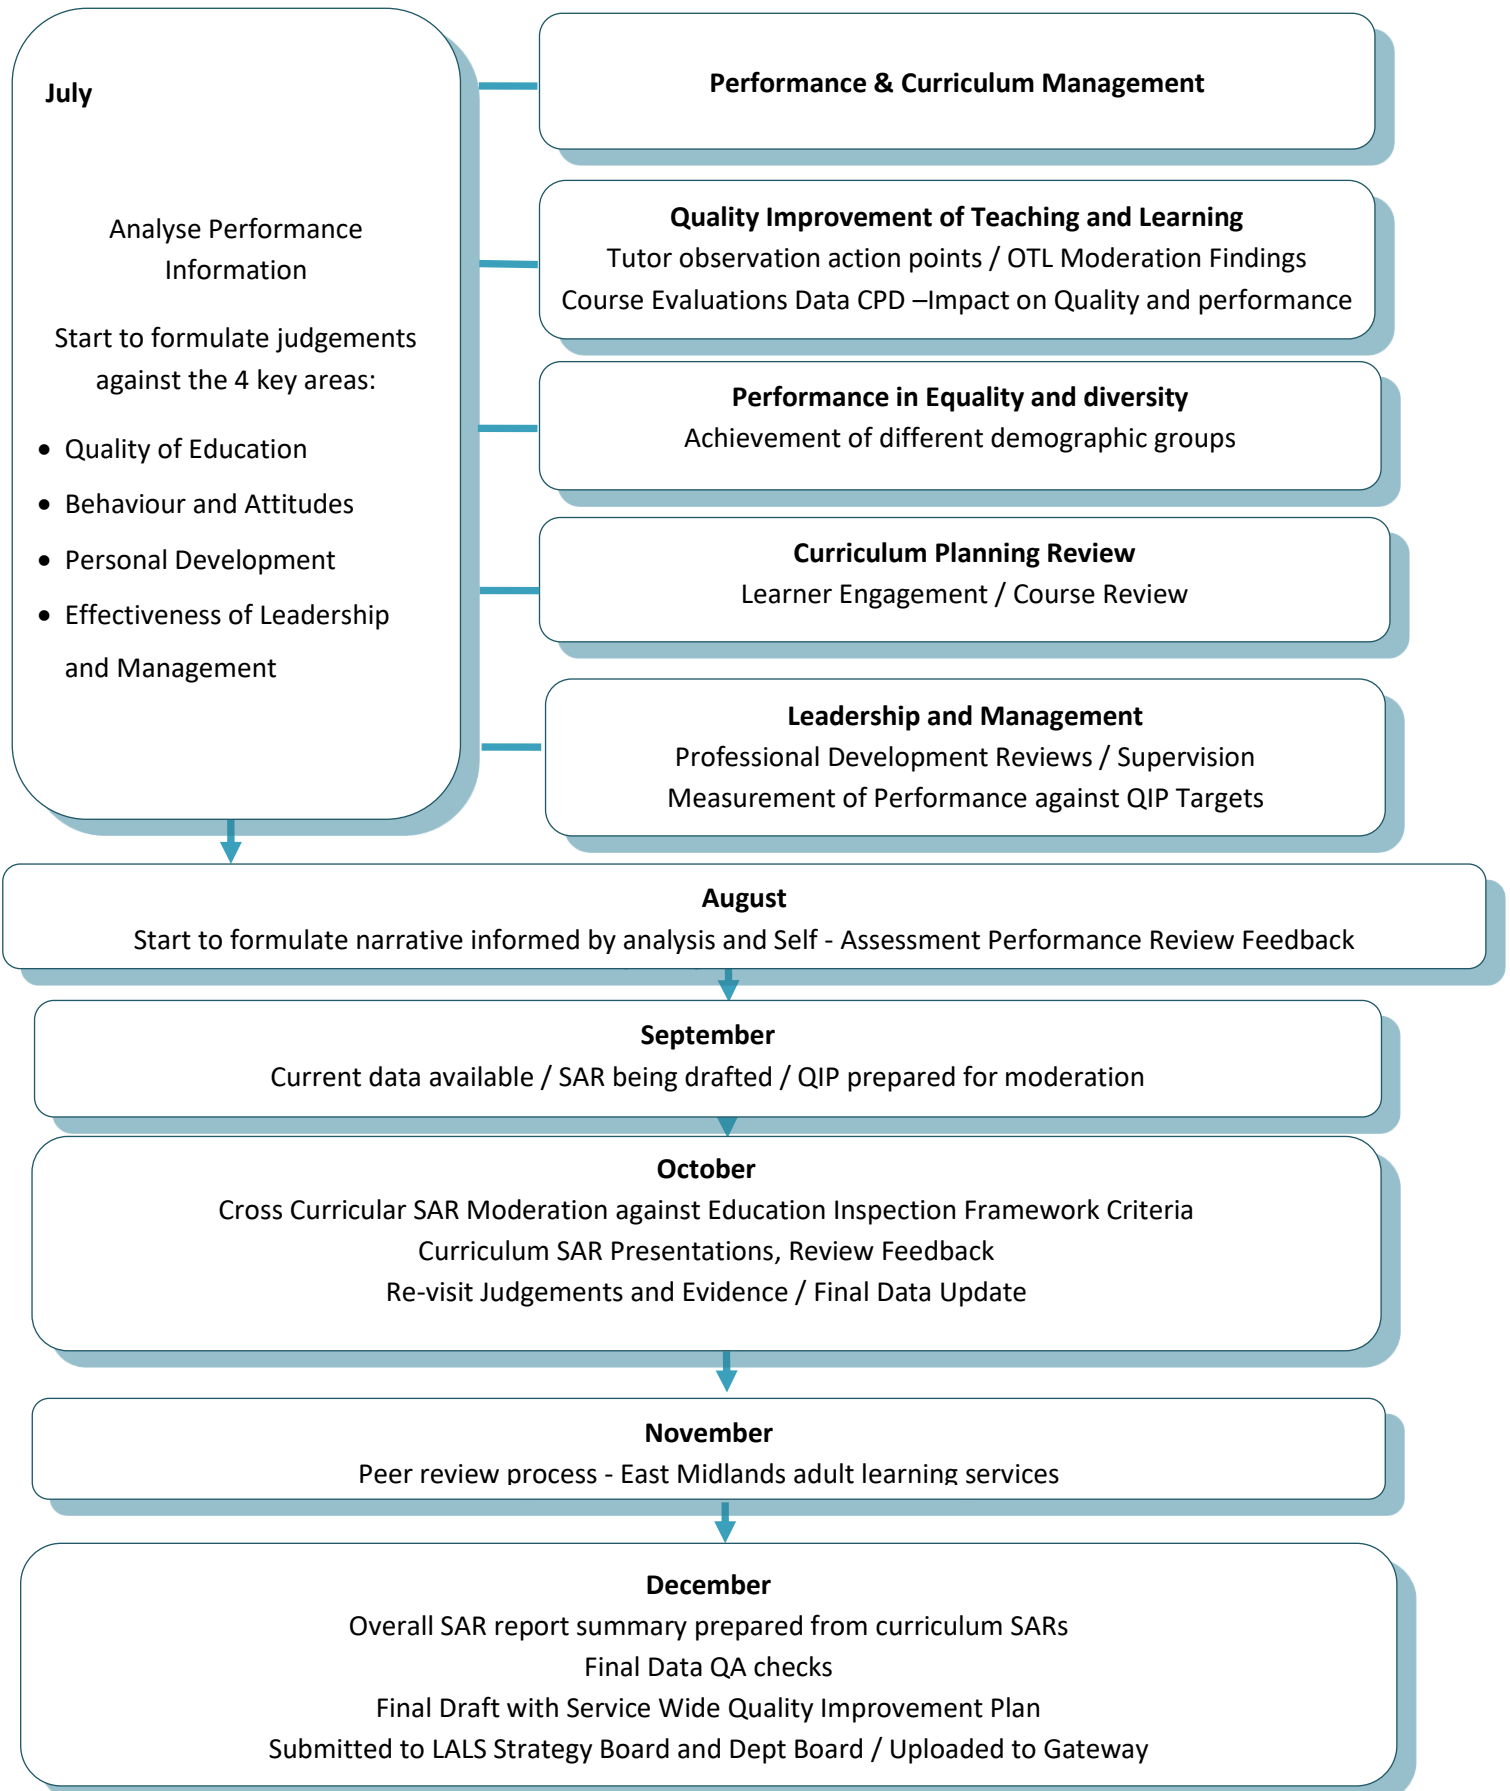 July
Analyse Performance
Information
Start to formulate judgements
against the 4 key areas:
• Quality of Education
• Behaviour and Attitudes
• Personal Development
• Effectiveness of Leadership
and Management
Performance & Curriculum Management
Quality Improvement of Teaching and Learning
Tutor observation action points / OTL Moderation Findings
Course Evaluations Data CPD –Impact on Quality and performance
Performance in Equality and diversity
Achievement of different demographic groups
Curriculum Planning Review
Learner Engagement / Course Review
Leadership and Management
Professional Development Reviews / Supervision
Measurement of Performance against QIP Targets
August
Start to formulate narrative informed by analysis and Self - Assessment Performance Review Feedback
September
Current data available / SAR being drafted / QIP prepared for moderation
October
Cross Curricular SAR Moderation against Education Inspection Framework Criteria
Curriculum SAR Presentations, Review Feedback
Re-visit Judgements and Evidence / Final Data Update
November
Peer review process - East Midlands adult learning services
December
Overall SAR report summary prepared from curriculum SARs
Final Data QA checks
Final Draft with Service Wide Quality Improvement Plan
Submitted to LALS Strategy Board and Dept Board / Uploaded to Gateway